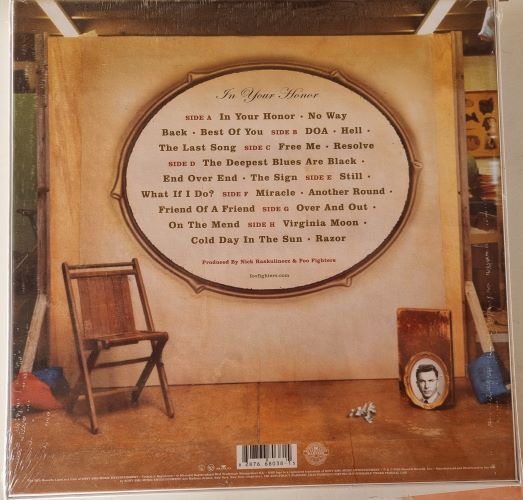 In Your Honor
SIDE A In Your Honor · No Way
Back · Best Of You SIDE B DOA · Hell ·
The Last Song SIDE C Free Me · Resolve
SIDE D The Deepest Blues Are Black ·
End Over End · The Sign SIDE E Still ·
What If I Do? SIDE F Miracle · Another Round ·
Friend Of A Friend SIDE G Over And Out ·
On The Mend SIDE H Virginia Moon ·
Cold Day In The Sun · Razor
Produced By Nick Raskulinecz & Foo Fighters
foofighters.com